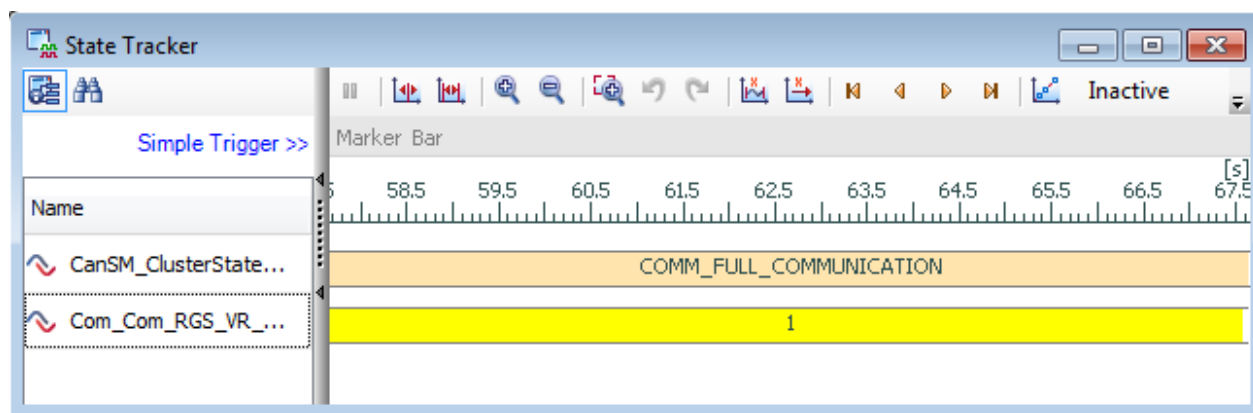 State Tracker
Inactive
Simple Trigger >>
Marker Bar
[s]
58.5 59.5 60.5 61.5 62.5 63.5 64.5 65.5 66.5 67.5
Name
CanSM_ClusterState...
COMM_FULL_COMMUNICATION
Com_Com_RGS_VR_...
1